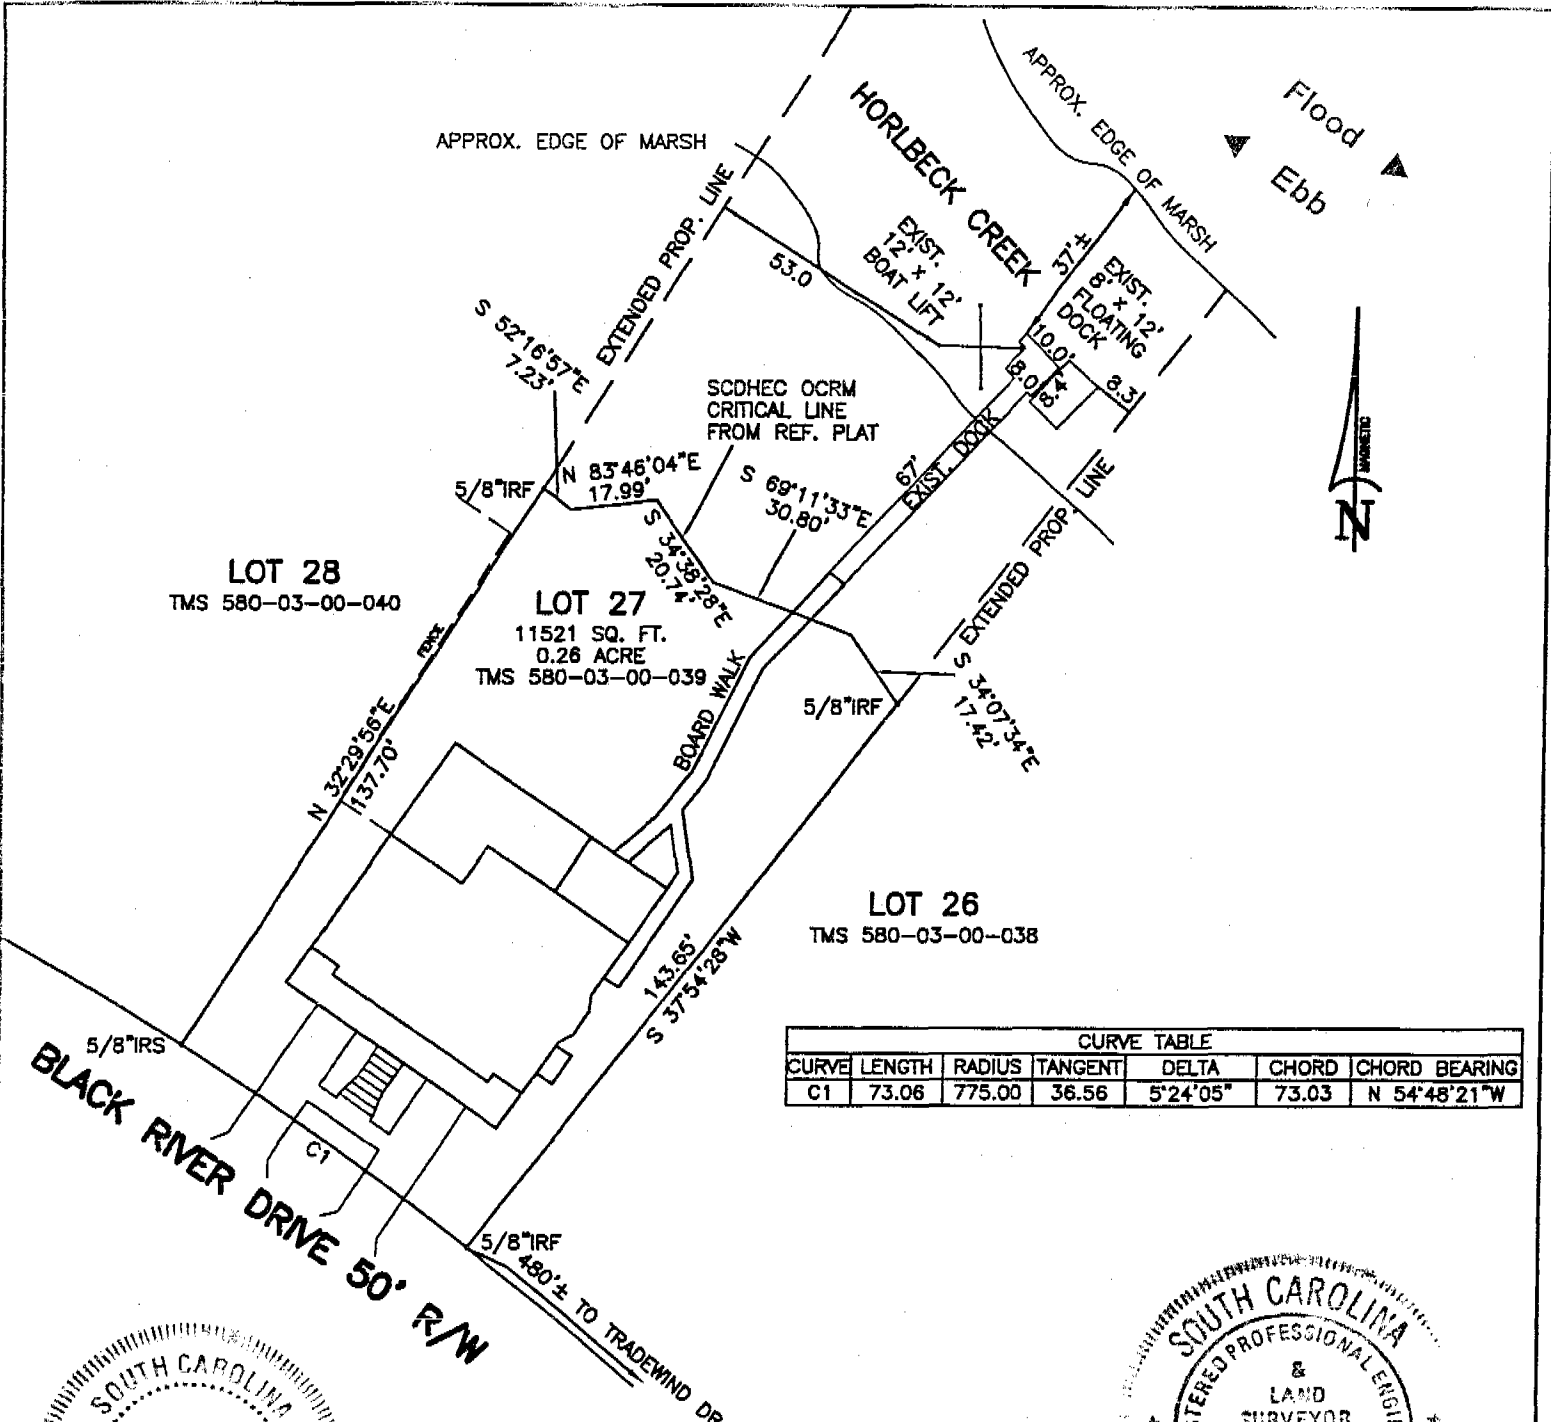 APPROX. EDGE OF MARSH
HORLBECK CREEK
APPROX. EDGE OF MARSH
Flood
Ebb
EXTENDED PROP. LINE
53.0
EXIST.
12' x 12'
BOAT LIFT
37'±
EXIST.
8' x 12'
FLOATING
DOCK
10.0'
8.0'
8.4'
8.3
S 52°16'57"E
7.23'
SCDHEC OCRM
CRITICAL LINE
FROM REF. PLAT
MAGNETIC
N
5/8"IRF
N 83°46'04"E
17.99'
S 34°38'28"E
20.74'
S 69°11'33"E
30.80'
67'
EXIST. DOCK
EXTENDED PROP. LINE
LOT 28
TMS 580-03-00-040
LOT 27
11521 SQ. FT.
0.26 ACRE
TMS 580-03-00-039
FENCE
BOARD WALK
5/8"IRF
S 34°07'34"E
17.42'
N 32°29'56"E
137.70'
LOT 26
TMS 580-03-00-038
143.65'
S 37°54'28"W
5/8"IRS
CURVE TABLE
CURVE LENGTH RADIUS TANGENT DELTA CHORD CHORD BEARING
C1 73.06 775.00 36.56 5°24'05" 73.03 N 54°48'21"W
C1
BLACK RIVER DRIVE 50' R/W
5/8"IRF
480'± TO TRADEWIND DR
SOUTH CAROLINA
SOUTH CAROLINA
PROFESSIONAL
&
LAND
SURVEYOR